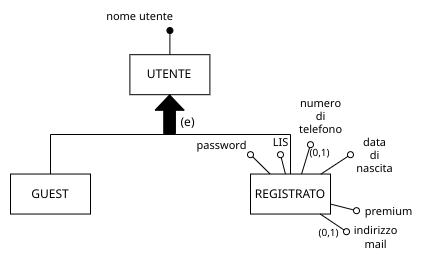 nome utente
UTENTE
(e)
numero
di
telefono
password
LIS
(0,1)
data
di
nascita
GUEST
REGISTRATO
premium
(0,1)
indirizzo
mail